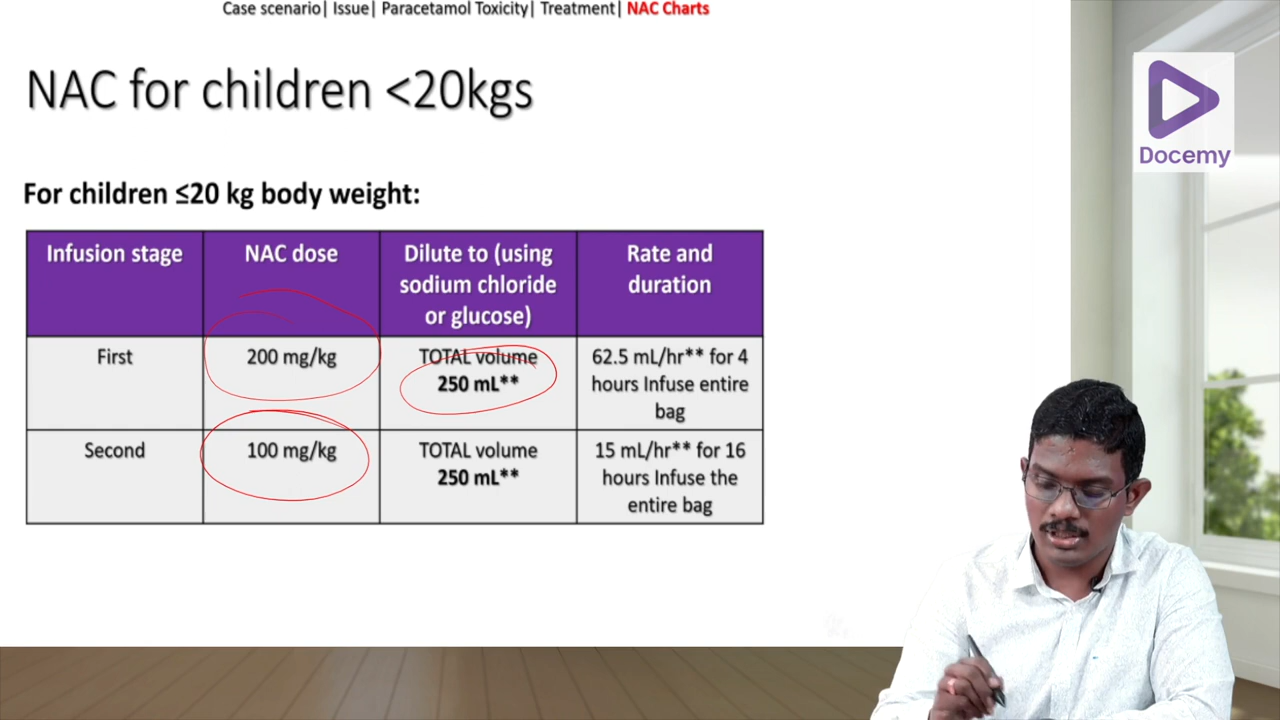 Case scenario| Issue| Paracetamol Toxicity| Treatment| NAC Charts
NAC for children <20kgs
Docemy
For children ≤20 kg body weight:
Infusion stage
NAC dose
Dilute to (using
sodium chloride
or glucose)
Rate and
duration
First
200 mg/kg
TOTAL volume
250 mL**
62.5 mL/hr** for 4
hours Infuse entire
bag
Second
100 mg/kg
TOTAL volume
250 mL**
15 mL/hr** for 16
hours Infuse the
entire bag